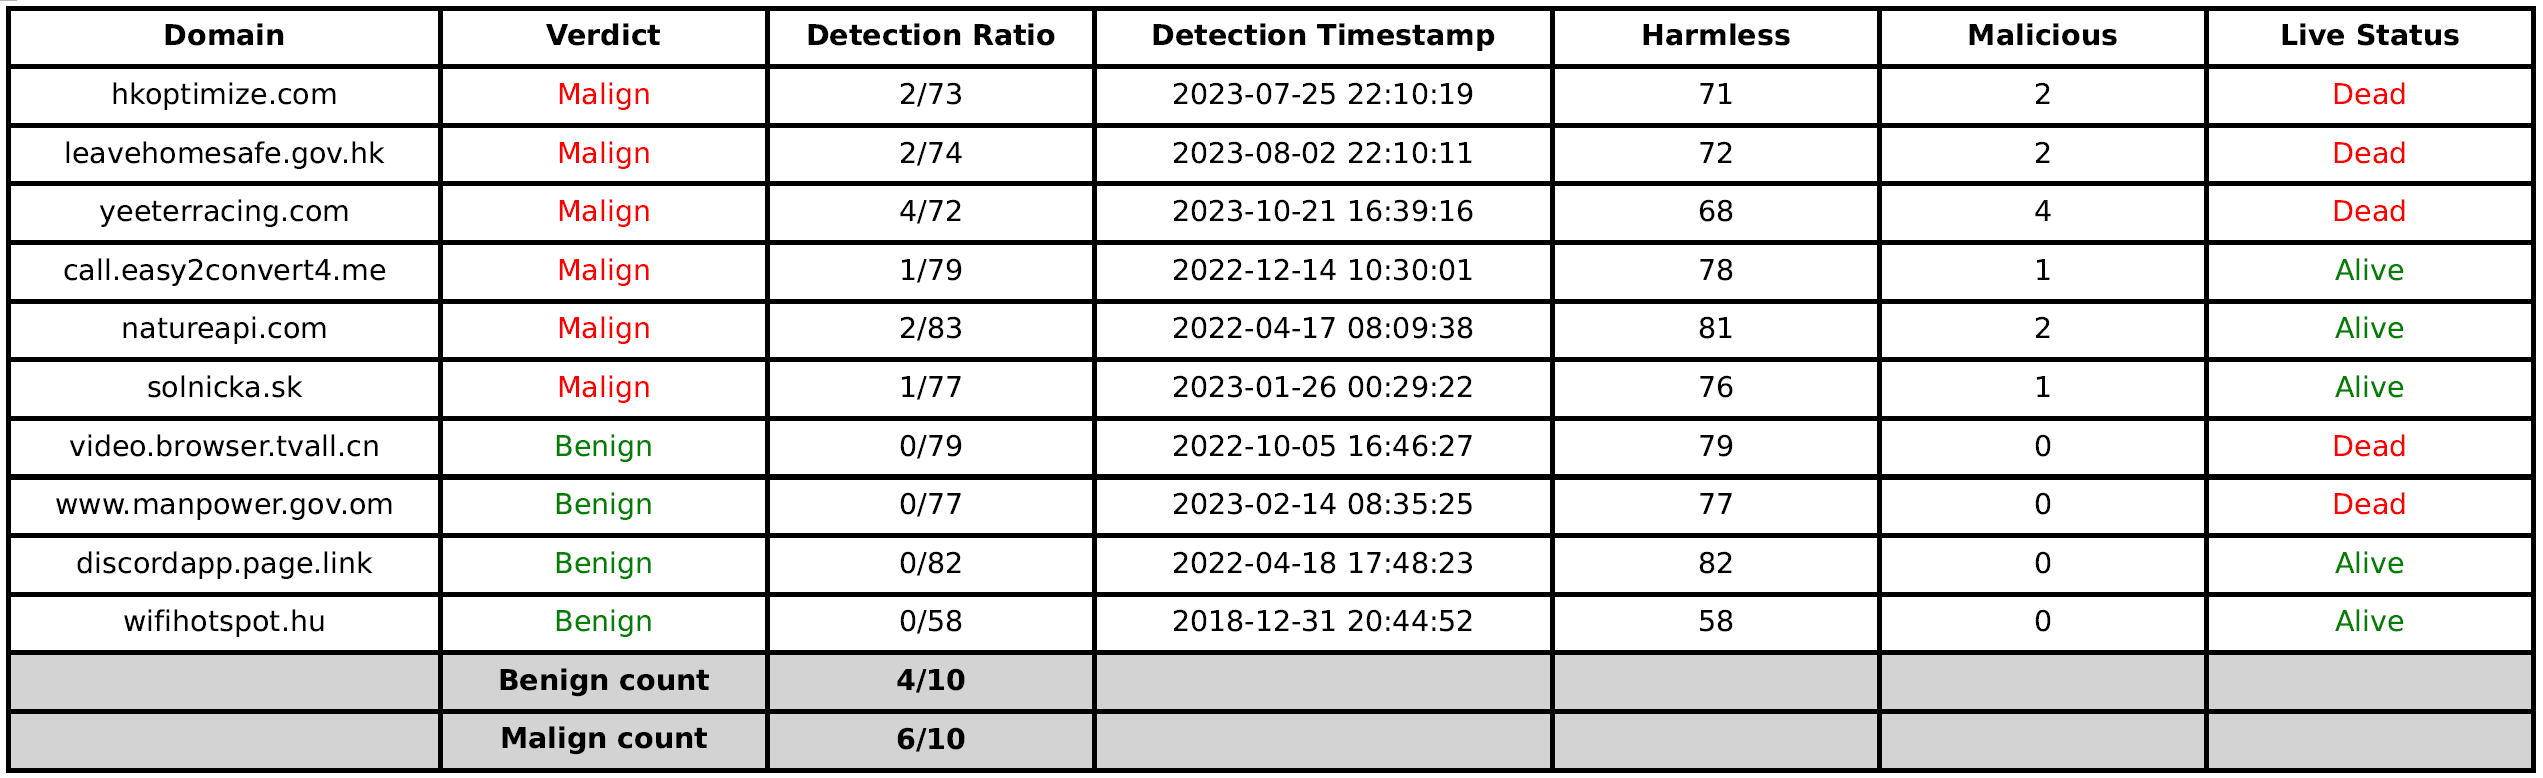 Domain Verdict Detection Ratio Detection Timestamp Harmless Malicious Live Status
hkoptimize.com Malign 2/73 2023-07-25 22:10:19 71 2 Dead
leavehomesafe.gov.hk Malign 2/74 2023-08-02 22:10:11 72 2 Dead
yeeterracing.com Malign 4/72 2023-10-21 16:39:16 68 4 Dead
call.easy2convert4.me Malign 1/79 2022-12-14 10:30:01 78 1 Alive
natureapi.com Malign 2/83 2022-04-17 08:09:38 81 2 Alive
solnicka.sk Malign 1/77 2023-01-26 00:29:22 76 1 Alive
video.browser.tvall.cn Benign 0/79 2022-10-05 16:46:27 79 0 Dead
www.manpower.gov.om Benign 0/77 2023-02-14 08:35:25 77 0 Dead
discordapp.page.link Benign 0/82 2022-04-18 17:48:23 82 0 Alive
wifihotspot.hu Benign 0/58 2018-12-31 20:44:52 58 0 Alive
Benign count 4/10
Malign count 6/10